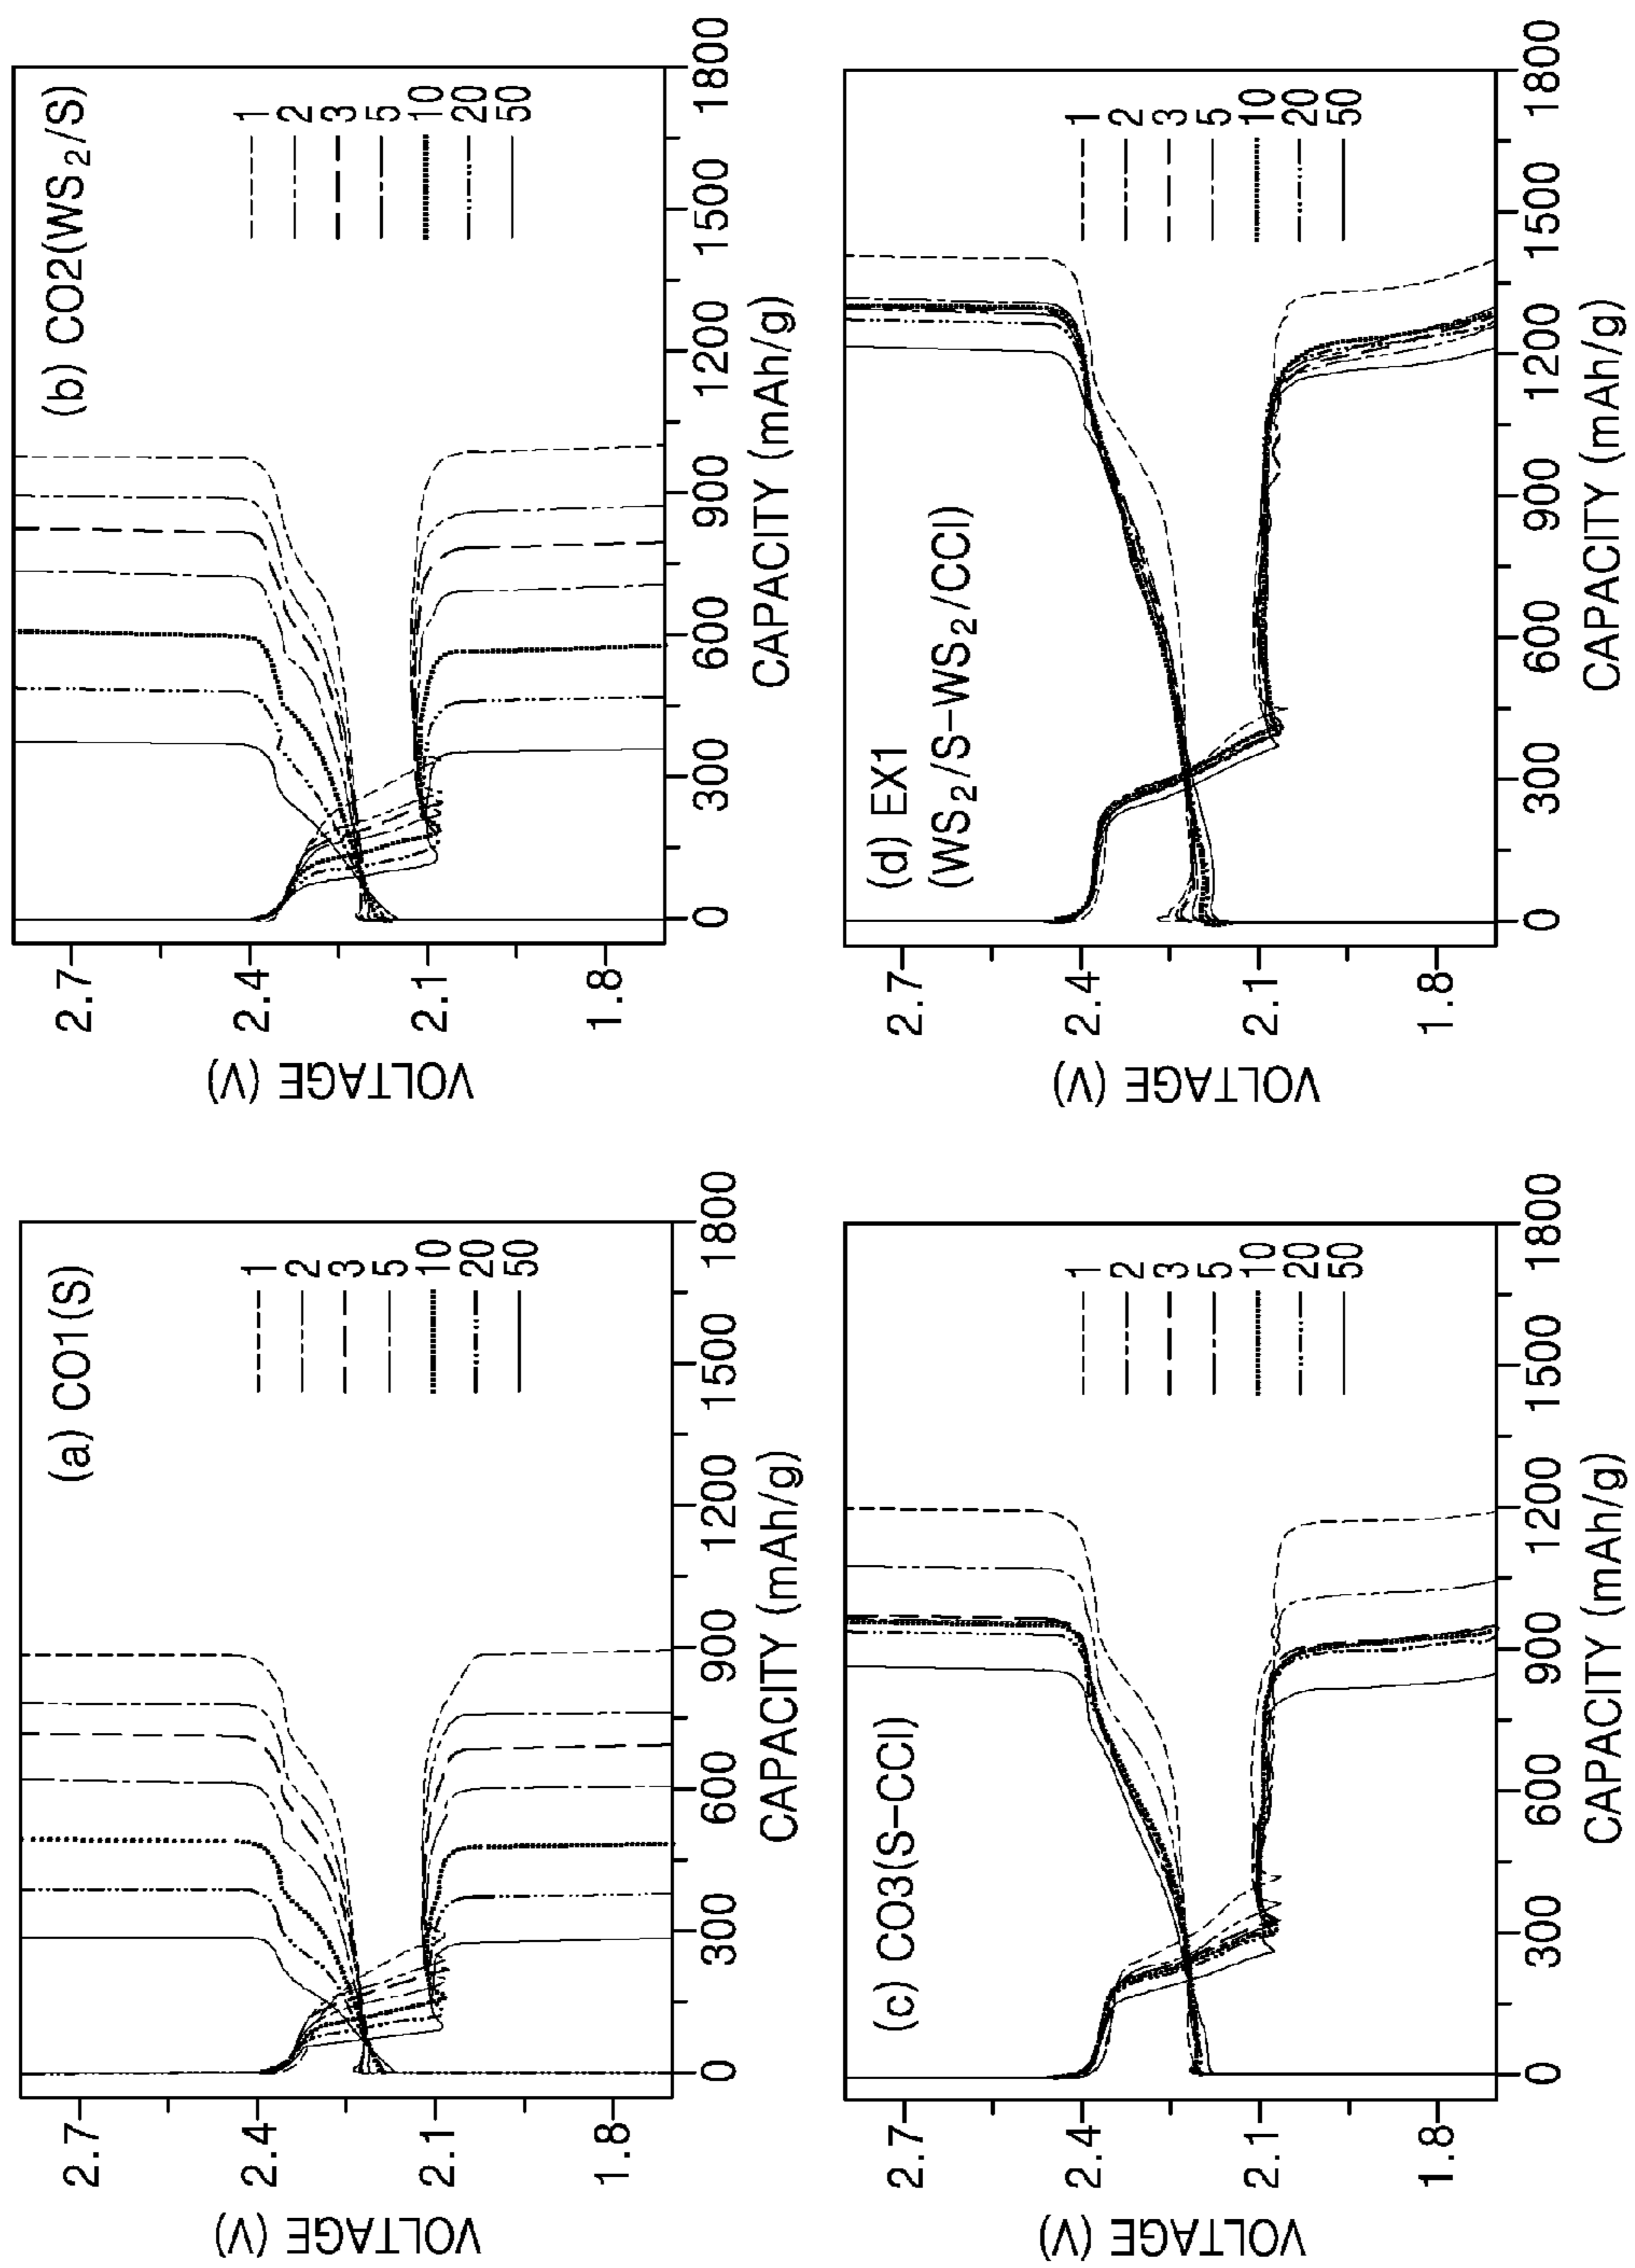 (a) CO1(S)
VOLTAGE (V)
2.7
2.4
2.1
1.8
1
2
3
5
10
20
50
0 300 600 900 1200 1500 1800
CAPACITY (mAh/g)
(b) CO2(WS2/S)
VOLTAGE (V)
2.7
2.4
2.1
1.8
1
2
3
5
10
20
50
0 300 600 900 1200 1500 1800
CAPACITY (mAh/g)
(c) CO3(S-CCI)
VOLTAGE (V)
2.7
2.4
2.1
1.8
1
2
3
5
10
20
50
0 300 600 900 1200 1500 1800
CAPACITY (mAh/g)
(d) EX1
(WS2/S-WS2/CCI)
VOLTAGE (V)
2.7
2.4
2.1
1.8
1
2
3
5
10
20
50
0 300 600 900 1200 1500 1800
CAPACITY (mAh/g)